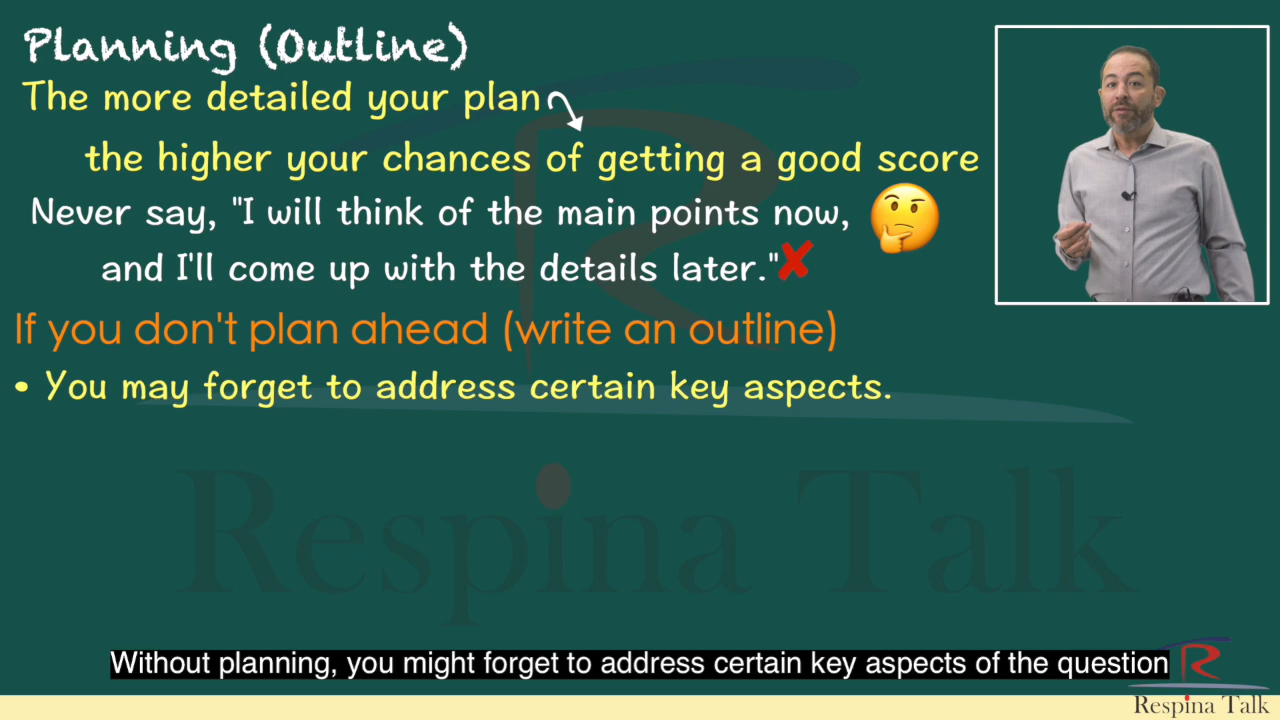 Planning (Outline)
The more detailed your plan
the higher your chances of getting a good score
Never say, "I will think of the main points now,
and I'll come up with the details later."
If you don't plan ahead (write an outline)
• You may forget to address certain key aspects.
Respina Talk
Without planning, you might forget to address certain key aspects of the question
R
Respina Talk